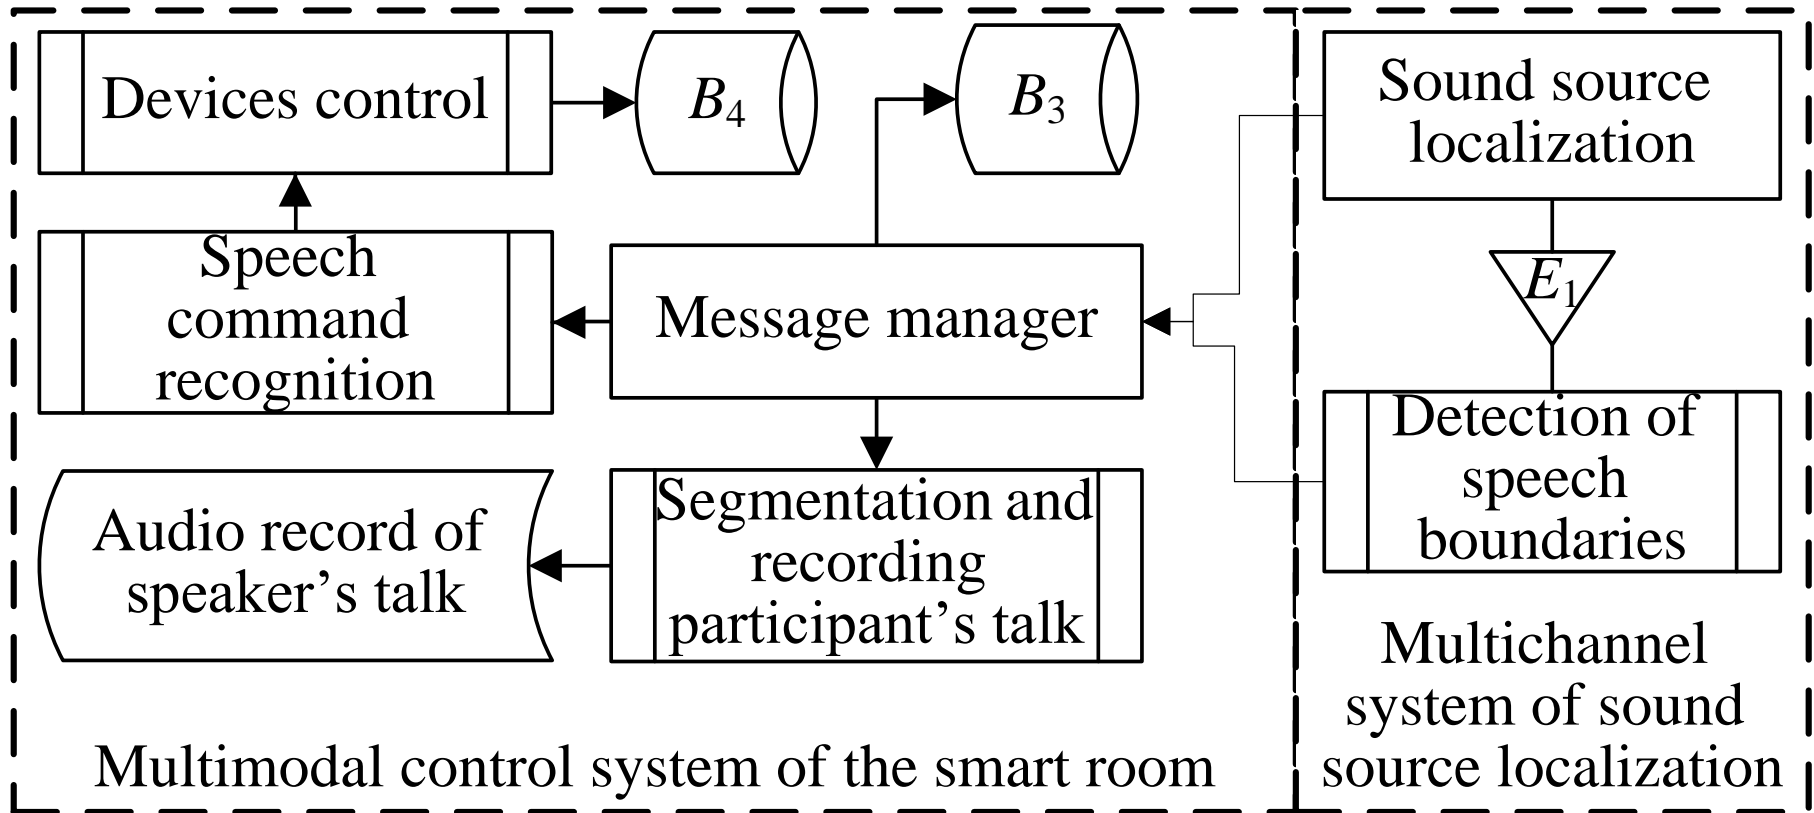 Devices control
B4
B3
Sound source
localization
Speech
command
recognition
Message manager
E1
Detection of
speech
boundaries
Audio record of
speaker’s talk
Segmentation and
recording
participant’s talk
Multimodal control system of the smart room
Multichannel
system of sound
source localization